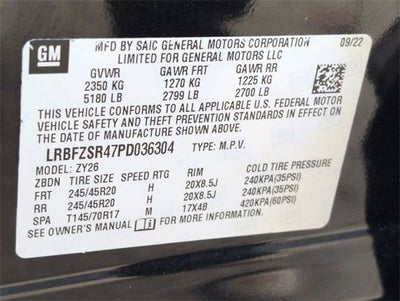 GM
MFD BY SAIC GENERAL MOTORS CORPORATION
LIMITED FOR GENERAL MOTORS LLC
09/22
GVWR GAWR FRT GAWR RR
2350 KG 1270 KG 1225 KG
5180 LB 2799 LB 2700 LB
THIS VEHICLE CONFORMS TO ALL APPLICABLE U.S. FEDERAL MOTOR
VEHICLE SAFETY AND THEFT PREVENTION STANDARDS IN EFFECT
ON THE DATE OF MANUFACTURE SHOWN ABOVE.
LRBFZSR47PD036304 TYPE: M.P.V.
MODEL: ZY26
ZBDN TIRE SIZE SPEED RTG RIM COLD TIRE PRESSURE
FRT 245/45R20 H 20X8.5J 240KPA(35PSI)
RR 245/45R20 H 20X8.5J 240KPA(35PSI)
SPA T145/70R17 M 17X4B 420KPA(60PSI)
SEE OWNER'S MANUAL FOR MORE INFORMATION.